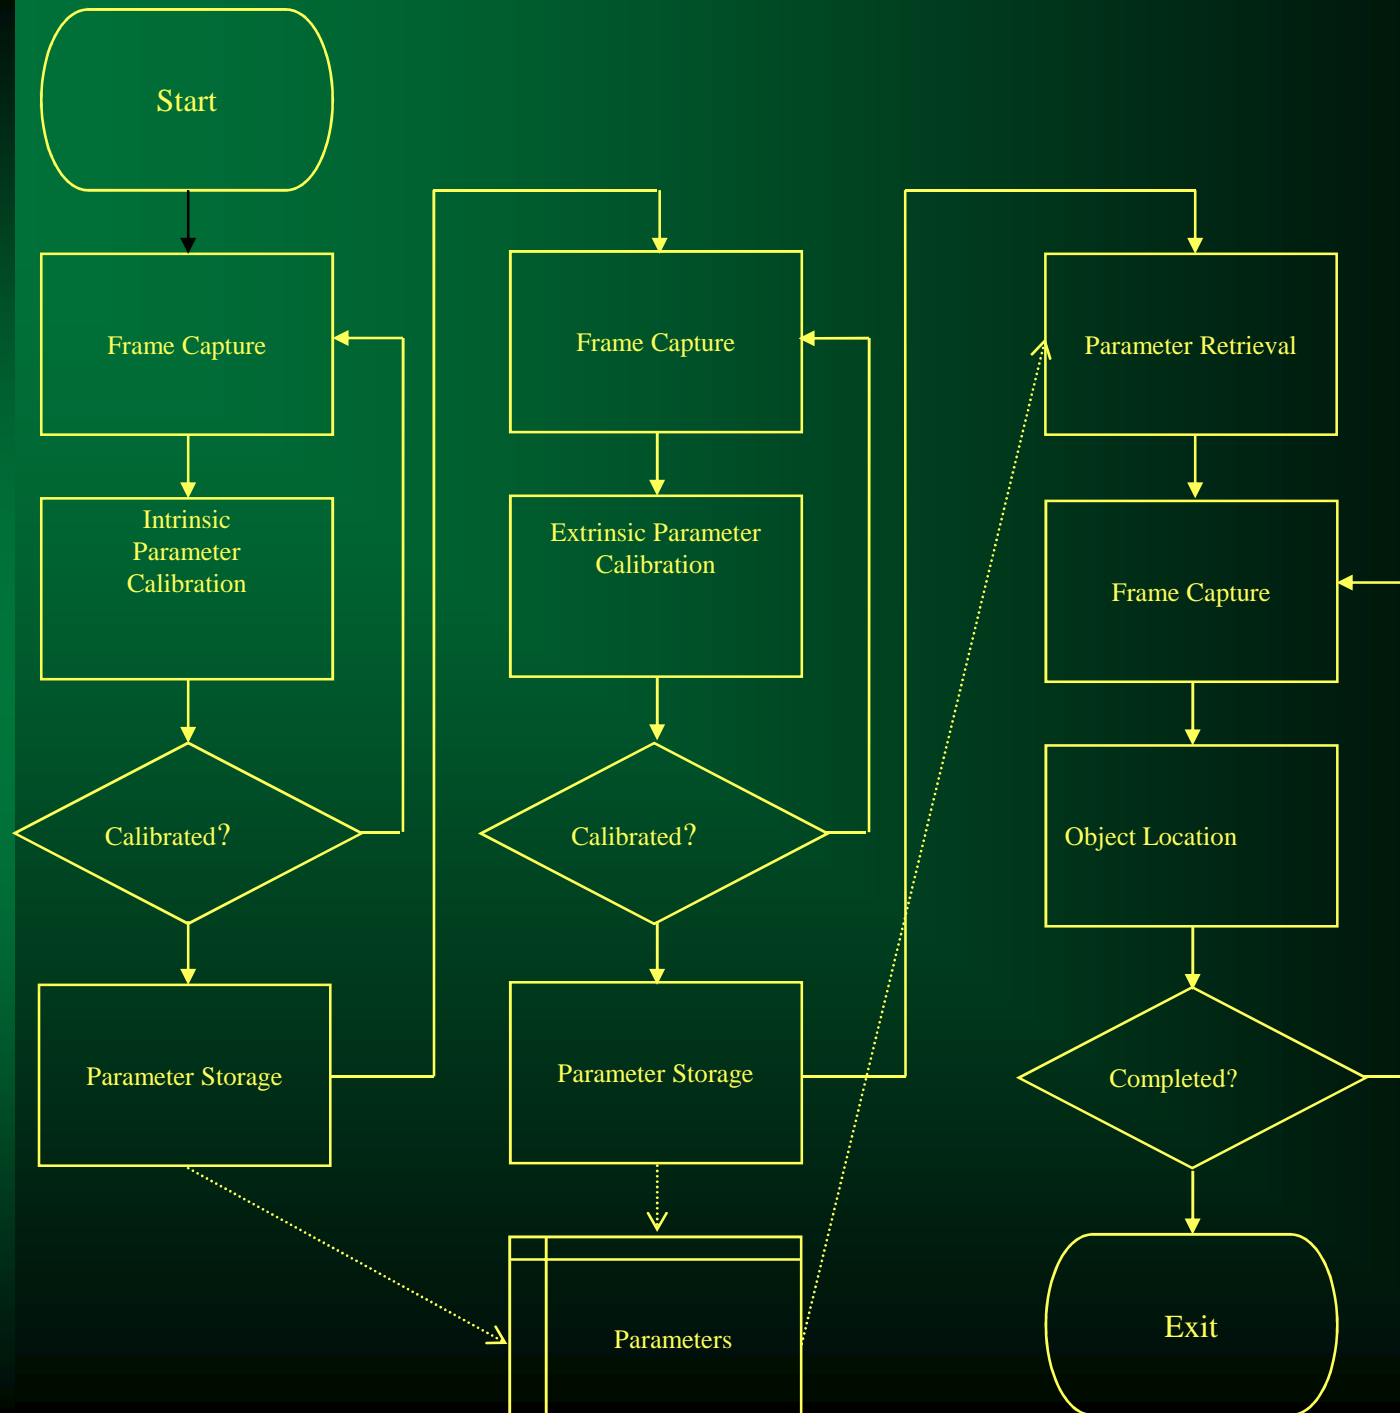 Start
Frame Capture
Intrinsic
Parameter
Calibration
Calibrated?
Parameter Storage
Frame Capture
Extrinsic Parameter
Calibration
Calibrated?
Parameter Storage
Parameters
Parameter Retrieval
Frame Capture
Object Location
Completed?
Exit